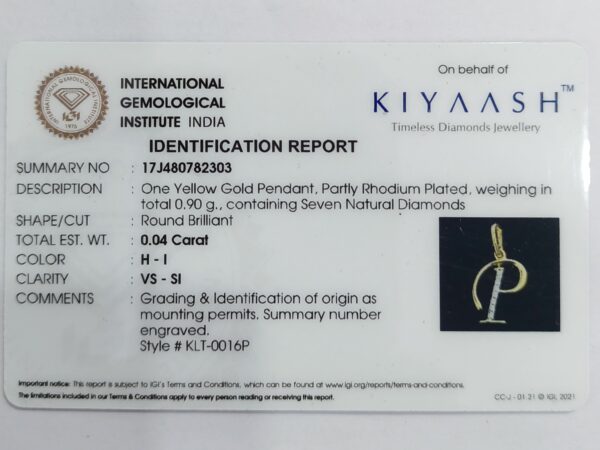 INTERNATIONAL
GEMOLOGICAL
INSTITUTE INDIA
On behalf of
KIYAASH™
Timeless Diamonds Jewellery
IDENTIFICATION REPORT
SUMMARY NO : 17J480782303
DESCRIPTION : One Yellow Gold Pendant, Partly Rhodium Plated, weighing in
total 0.90 g., containing Seven Natural Diamonds
SHAPE/CUT : Round Brilliant
TOTAL EST. WT. : 0.04 Carat
COLOR : H - I
CLARITY : VS - SI
COMMENTS : Grading & Identification of origin as
mounting permits. Summary number
engraved.
Style # KLT-0016P
P
Important notice: This report is subject to IGI's Terms and Conditions, which can be found at www.igi.org/reports/terms-and-conditions.
The limitations included in our Terms & Conditions apply to every person reading or receiving this report.
CC-J - 01 21 © IGI, 2021
INTERNATIONAL GEMOLOGICAL INSTITUTE
IGI
1975